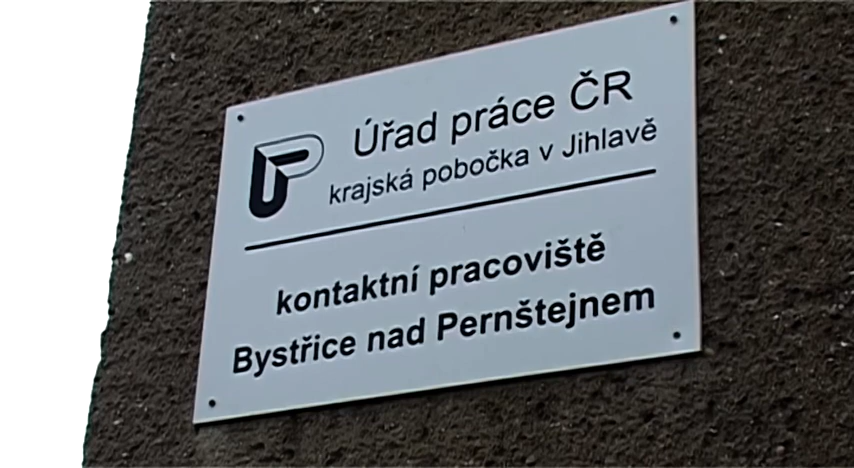 Úřad práce ČR
krajská pobočka v Jihlavě
kontaktní pracoviště
Bystřice nad Pernštejnem